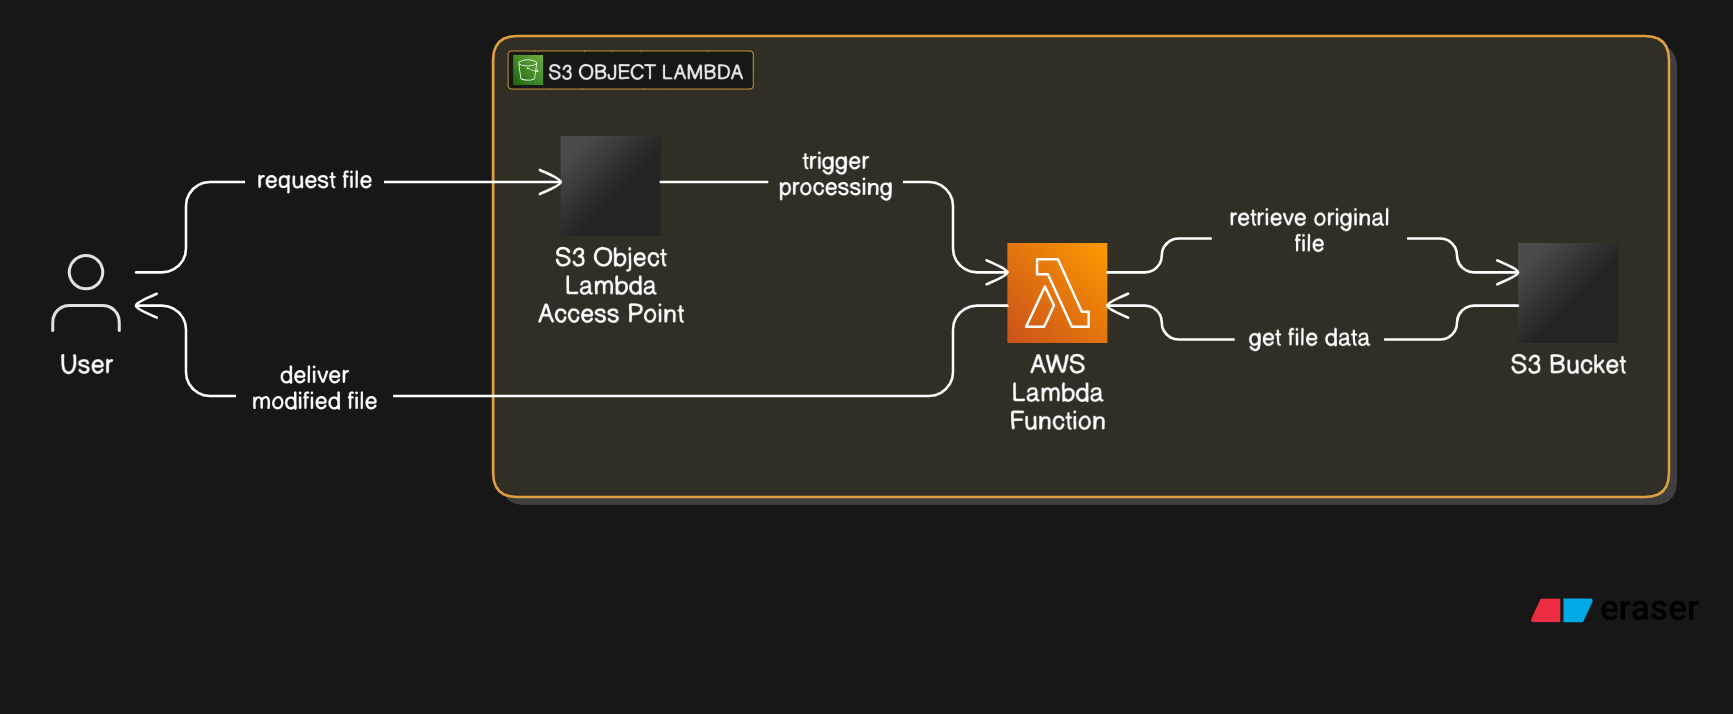 S3 OBJECT LAMBDA
request file
trigger
processing
S3 Object
Lambda
Access Point
retrieve original
file
User
deliver
modified file
AWS
Lambda
Function
get file data
S3 Bucket
eraser